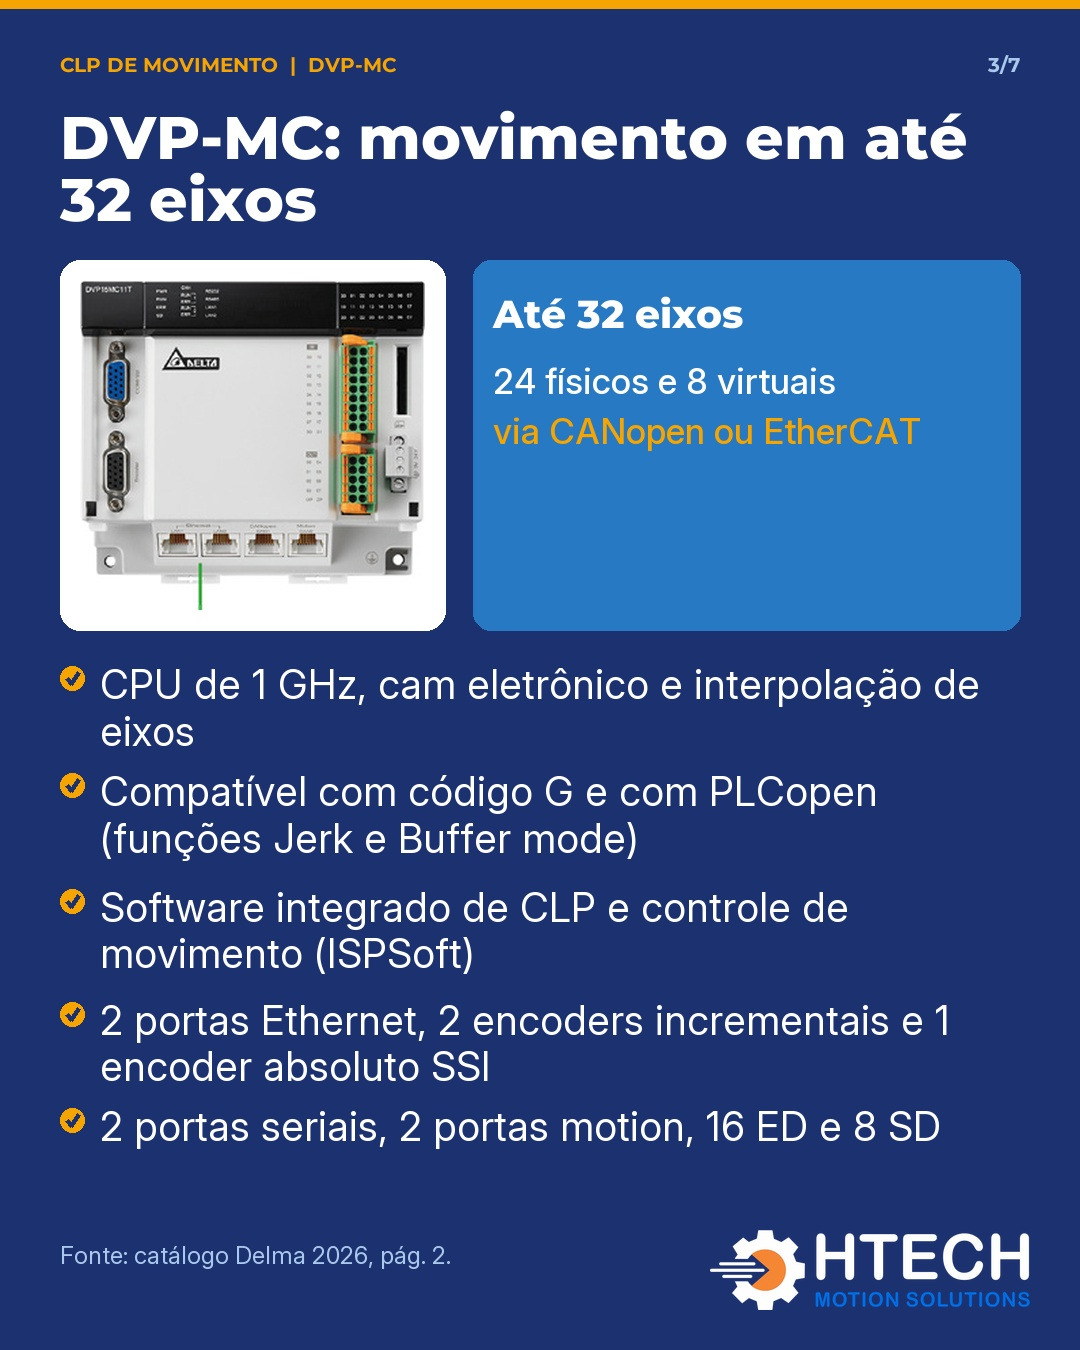 CLP DE MOVIMENTO | DVP-MC
3/7
DVP-MC: movimento em até
32 eixos
DVP16MC11T
DELTA
Até 32 eixos
24 físicos e 8 virtuais
via CANopen ou EtherCAT
CPU de 1 GHz, cam eletrônico e interpolação de
eixos
Compatível com código G e com PLCopen
(funções Jerk e Buffer mode)
Software integrado de CLP e controle de
movimento (ISPSoft)
2 portas Ethernet, 2 encoders incrementais e 1
encoder absoluto SSI
2 portas seriais, 2 portas motion, 16 ED e 8 SD
Fonte: catálogo Delma 2026, pág. 2.
HTECH
MOTION SOLUTIONS